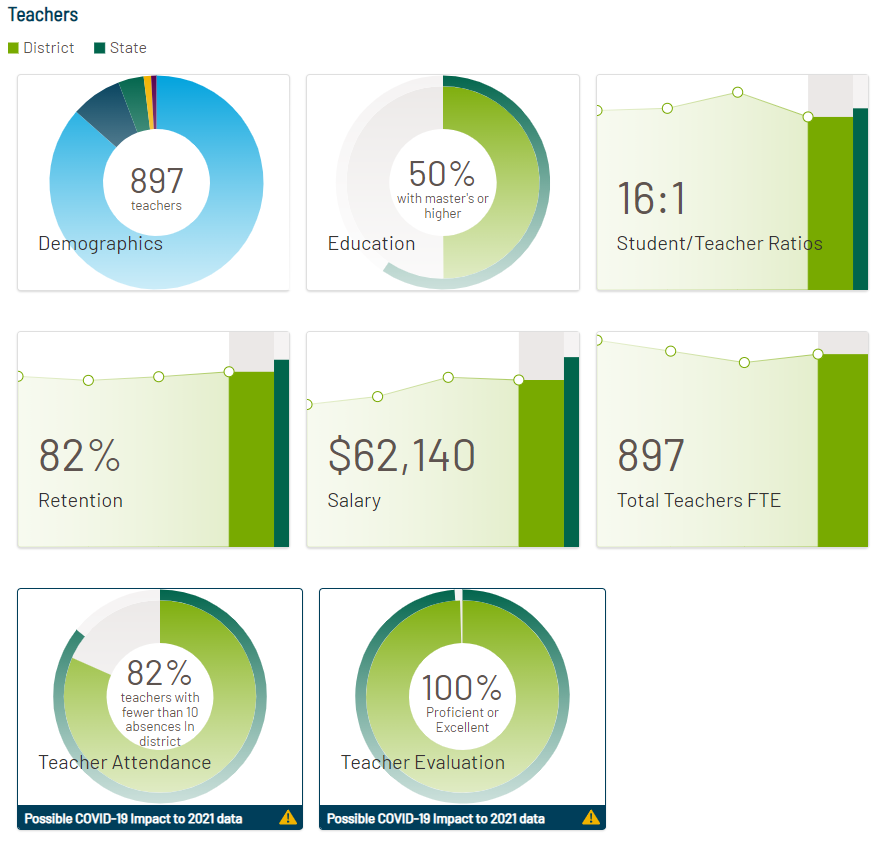 Teachers
District State
897
teachers
Demographics
50%
with master's or
higher
Education
16:1
Student/Teacher Ratios
82%
Retention
$62,140
Salary
897
Total Teachers FTE
82%
teachers with
fewer than 10
absences In
district
Teacher Attendance
Possible COVID-19 Impact to 2021 data
100%
Proficient or
Excellent
Teacher Evaluation
Possible COVID-19 Impact to 2021 data